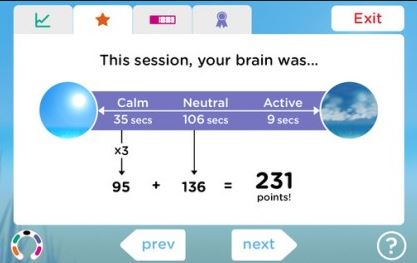 Exit
This session, your brain was...
Calm Neutral Active
35 secs 106 secs 9 secs
x3
95 + 136 = 231
points!
prev next ?